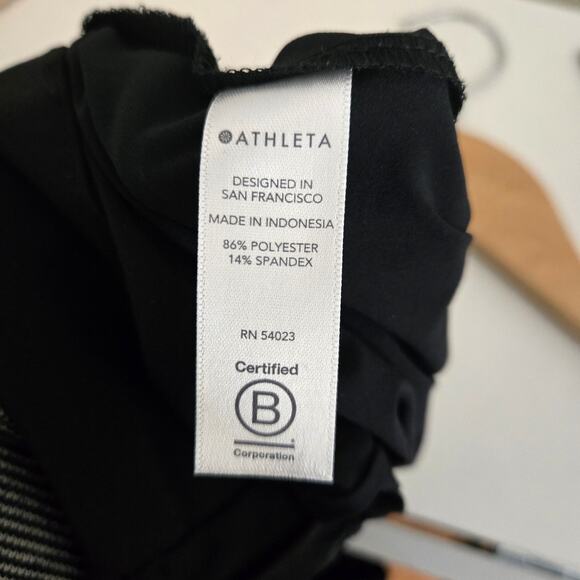 ATHLETA
DESIGNED IN
SAN FRANCISCO
MADE IN INDONESIA
86% POLYESTER
14% SPANDEX
RN 54023
Certified
B
Corporation